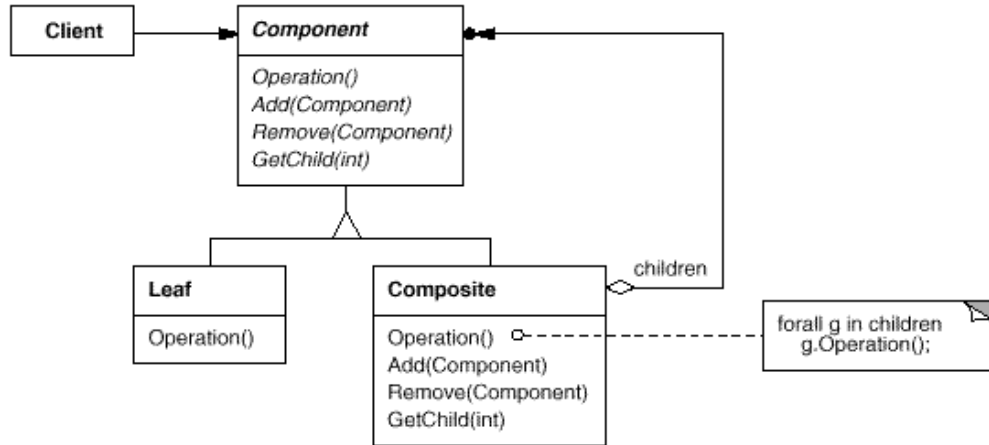 Client
Component
Operation()
Add(Component)
Remove(Component)
GetChild(int)
Leaf
Operation()
Composite
Operation()
Add(Component)
Remove(Component)
GetChild(int)
children
forall g in children
g.Operation();